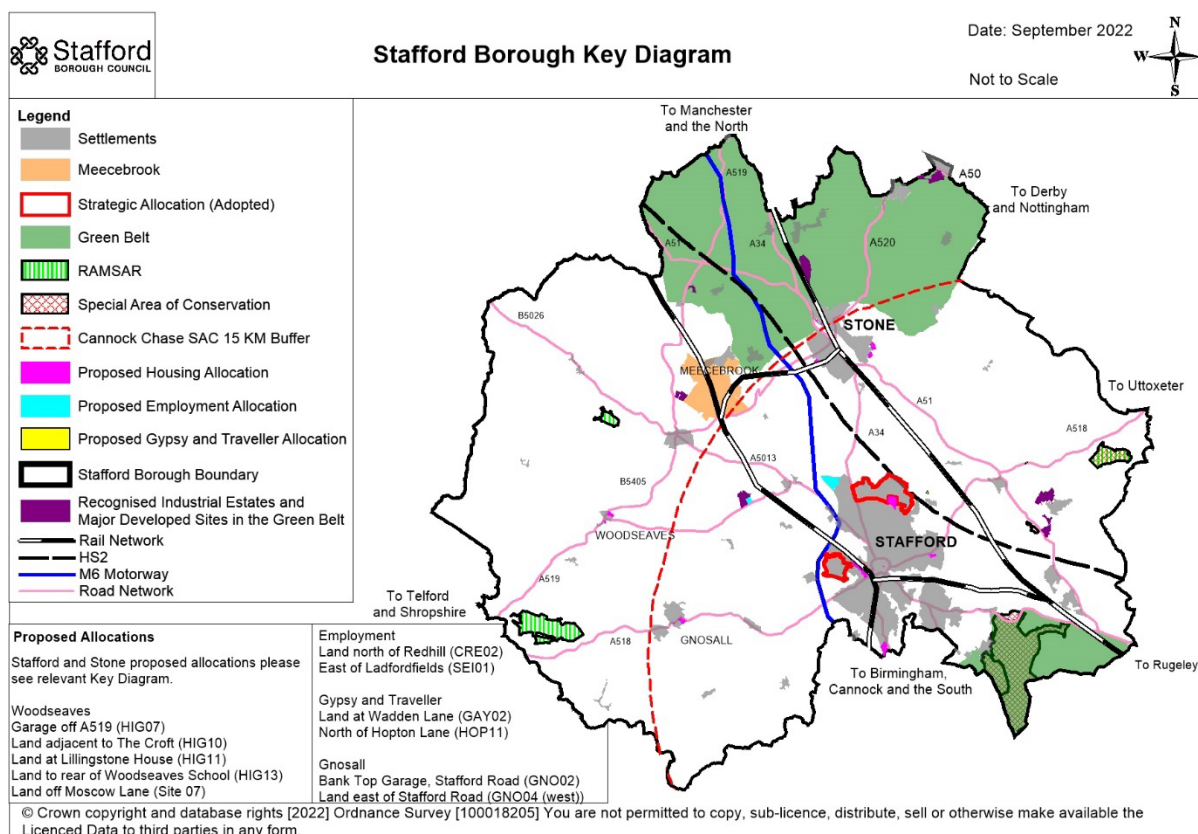 Stafford
BOROUGH COUNCIL
Stafford Borough Key Diagram
Date: September 2022
Not to Scale
N
W E
S
Legend
Settlements
Meecebrook
Strategic Allocation (Adopted)
Green Belt
RAMSAR
Special Area of Conservation
Cannock Chase SAC 15 KM Buffer
Proposed Housing Allocation
Proposed Employment Allocation
Proposed Gypsy and Traveller Allocation
Stafford Borough Boundary
Recognised Industrial Estates and
Major Developed Sites in the Green Belt
Rail Network
HS2
M6 Motorway
Road Network
To Manchester
and the North
A519
A50
To Derby
and Nottingham
A51
A34
A520
B5026
STONE
MEECEBROOK
To Uttoxeter
A51
A518
A34
A5013
B5405
WOODSEAVES
STAFFORD
A519
To Telford
and Shropshire
A518
GNOSALL
To Birmingham,
Cannock and the South
To Rugeley
Proposed Allocations
Stafford and Stone proposed allocations please
see relevant Key Diagram.
Woodseaves
Garage off A519 (HIG07)
Land adjacent to The Croft (HIG10)
Land at Lillingstone House (HIG11)
Land to rear of Woodseaves School (HIG13)
Land off Moscow Lane (Site 07)
Employment
Land north of Redhill (CRE02)
East of Ladfordfields (SEI01)
Gypsy and Traveller
Land at Wadden Lane (GAY02)
North of Hopton Lane (HOP11)
Gnosall
Bank Top Garage, Stafford Road (GNO02)
Land east of Stafford Road (GNO04 (west))
© Crown copyright and database rights [2022] Ordnance Survey [100018205] You are not permitted to copy, sub-licence, distribute, sell or otherwise make available the
Licenced Data to third parties in any form.